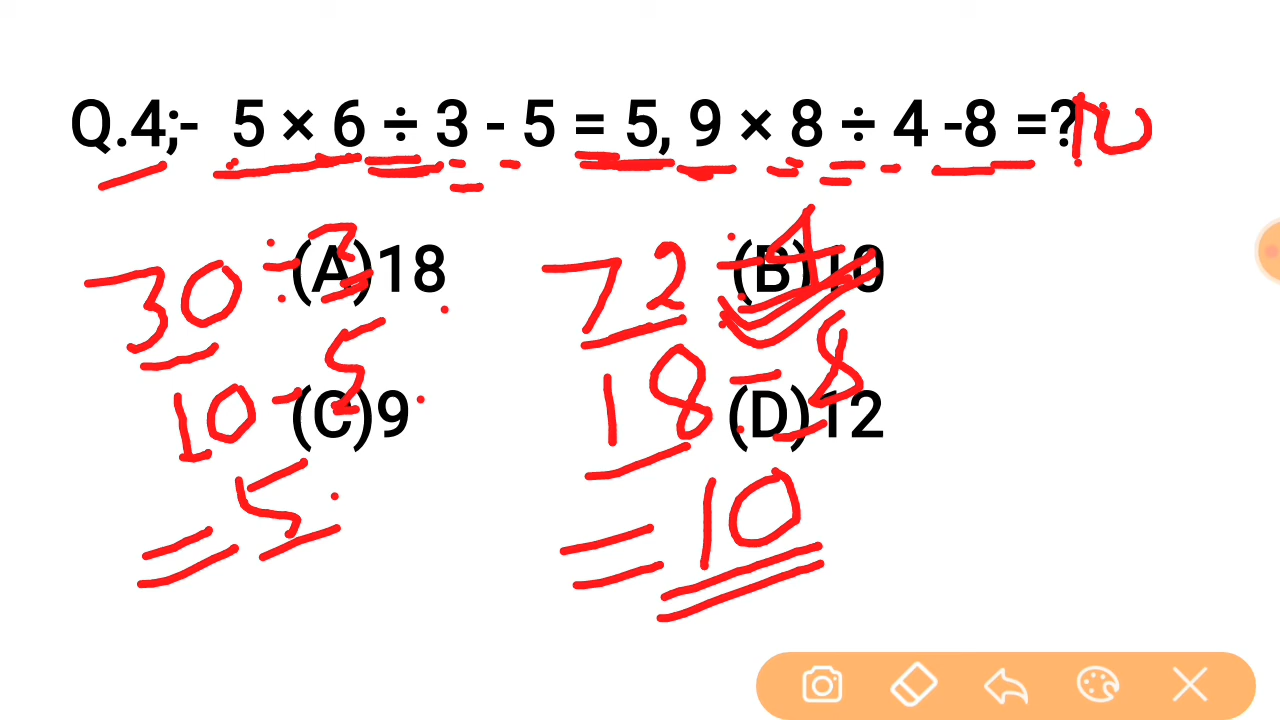 Q.4;- 5 × 6 ÷ 3 - 5 = 5, 9 × 8 ÷ 4 -8 =? 10
30 ÷ 3 (A)18 72 ÷ 4 (B)10
10 - 5 (C)9 18 - 8 (D)12
= 5 = 10